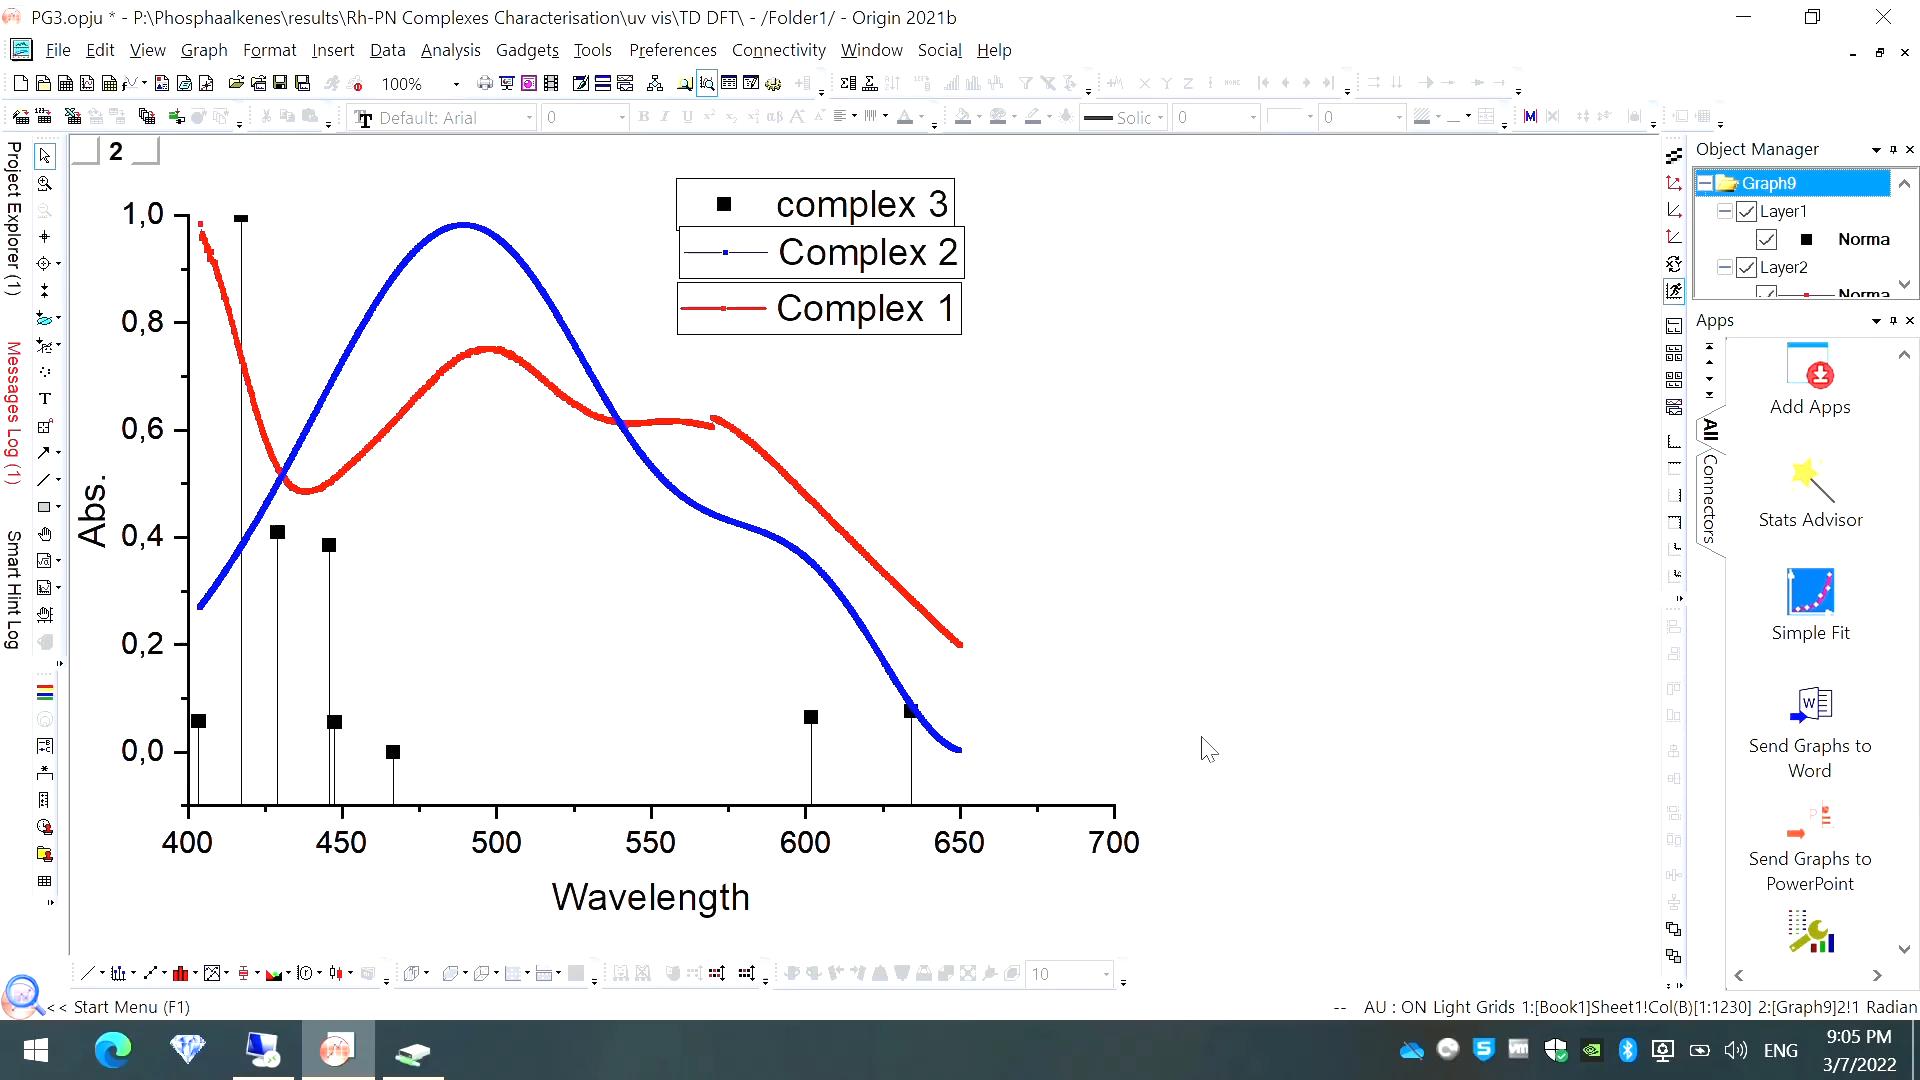 PG3.opju * - P:\Phosphaalkenes\results\Rh-PN Complexes Characterisation\uv vis\TD DFT\ - /Folder1/ - Origin 2021b
File Edit View Graph Format Insert Data Analysis Gadgets Tools Preferences Connectivity Window Social Help
100%
Default: Arial 0 B I U Solic 0 0
Project Explorer (1)
Messages Log (1)
Smart Hint Log
2
complex 3
Complex 2
Complex 1
1,0
0,8
0,6
0,4
0,2
0,0
Abs.
400 450 500 550 600 650 700
Wavelength
Object Manager
Graph9
Layer1
Norma
Layer2
Norma
Apps
All
Connectors
Add Apps
Stats Advisor
Simple Fit
Send Graphs to
Word
Send Graphs to
PowerPoint
10
<< Start Menu (F1)
-- AU : ON Light Grids 1:[Book1]Sheet1!Col(B)[1:1230] 2:[Graph9]2!1 Radian
ENG
9:05 PM
3/7/2022